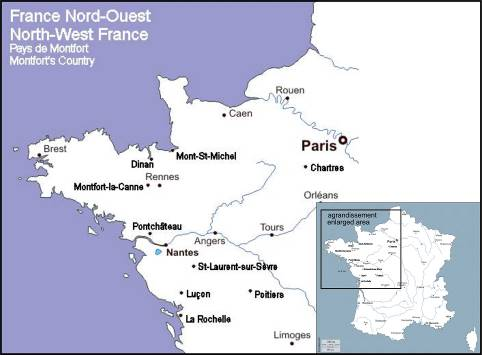 France Nord-Ouest
North-West France
Pays de Montfort
Montfort's Country
Rouen
Caen
Paris
Brest
Mont-St-Michel
Dinan
Chartres
Montfort-la-Canne
Rennes
Orléans
Pontchâteau
Angers
Tours
Nantes
St-Laurent-sur-Sèvre
Luçon
Poitiers
La Rochelle
Limoges
agrandissement
enlarged area
Paris